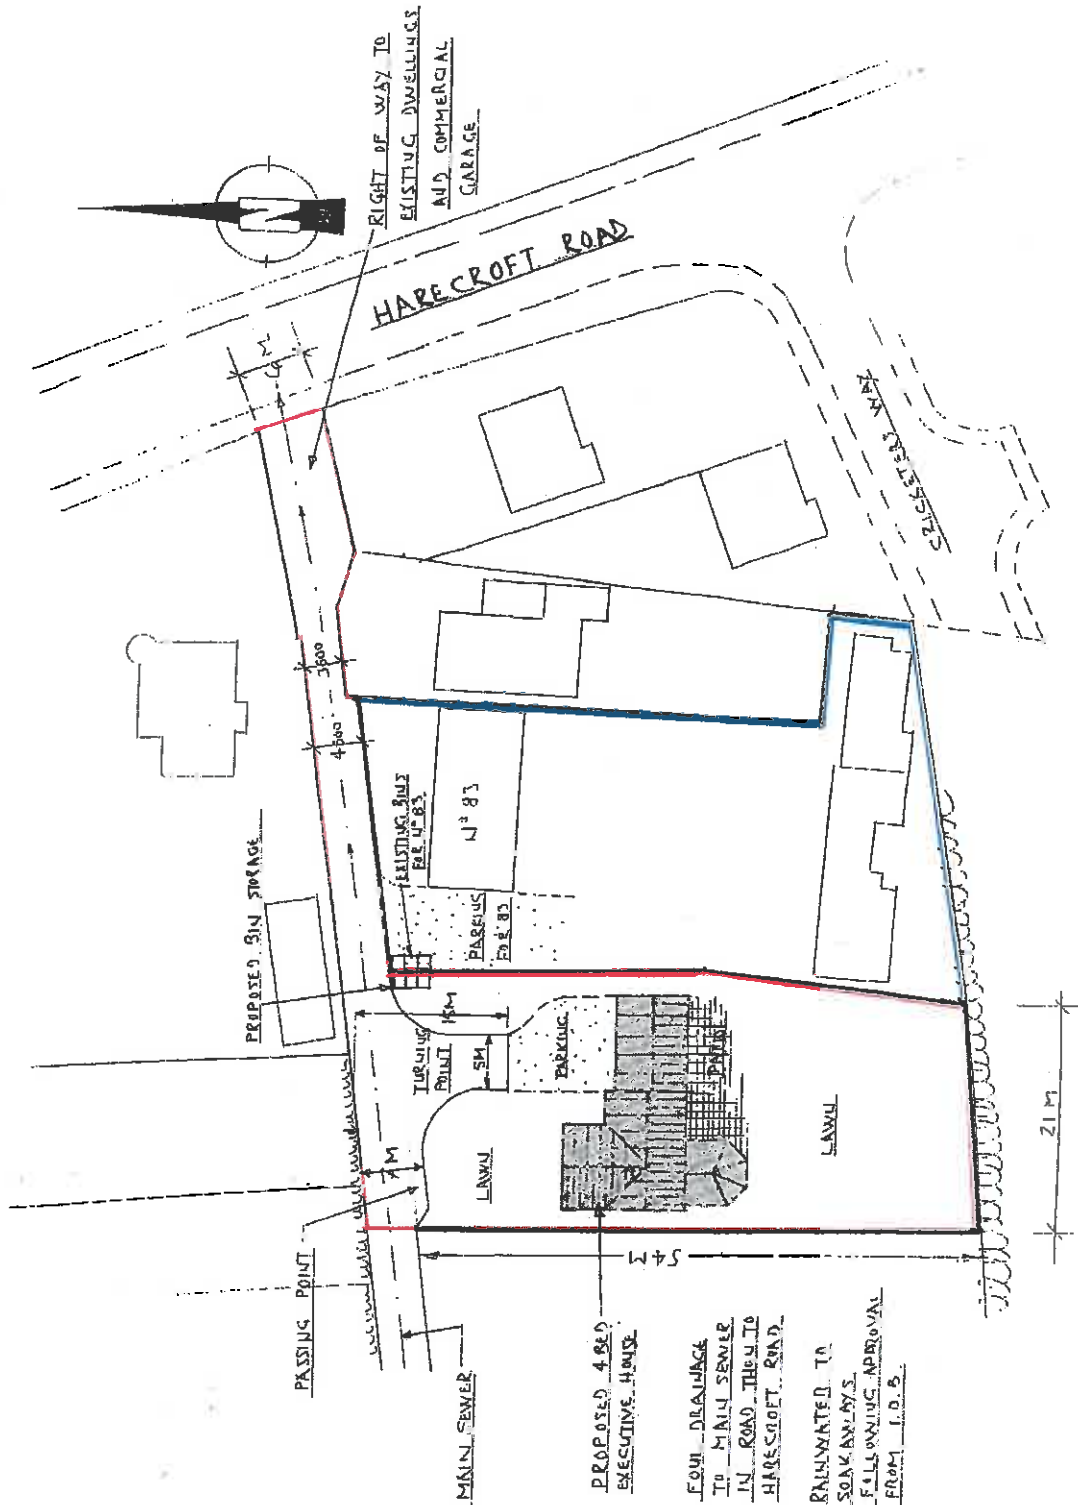 RIGHT OF WAY TO
EXISTING DWELLINGS
AND COMMERCIAL
GARAGE
N
HARECROFT ROAD
6M
CRICKETERS WAY
3600
4500
PROPOSED BIN STORAGE
EXISTING BINS
FOR Nº 83
Nº 83
PARKING
FOR 83
15M
TURNING
POINT
5M
PARKING
PATIO
LAWN
LAWN
7M
PASSING POINT
MAIN SEWER
54M
21M
PROPOSED 4 BED
EXECUTIVE HOUSE
FOUL DRAINAGE
TO MAIN SEWER
IN ROAD THEN TO
HARECROFT ROAD
RAINWATER TO
SOAKAWAYS
FOLLOWING APPROVAL
FROM I.D.B.